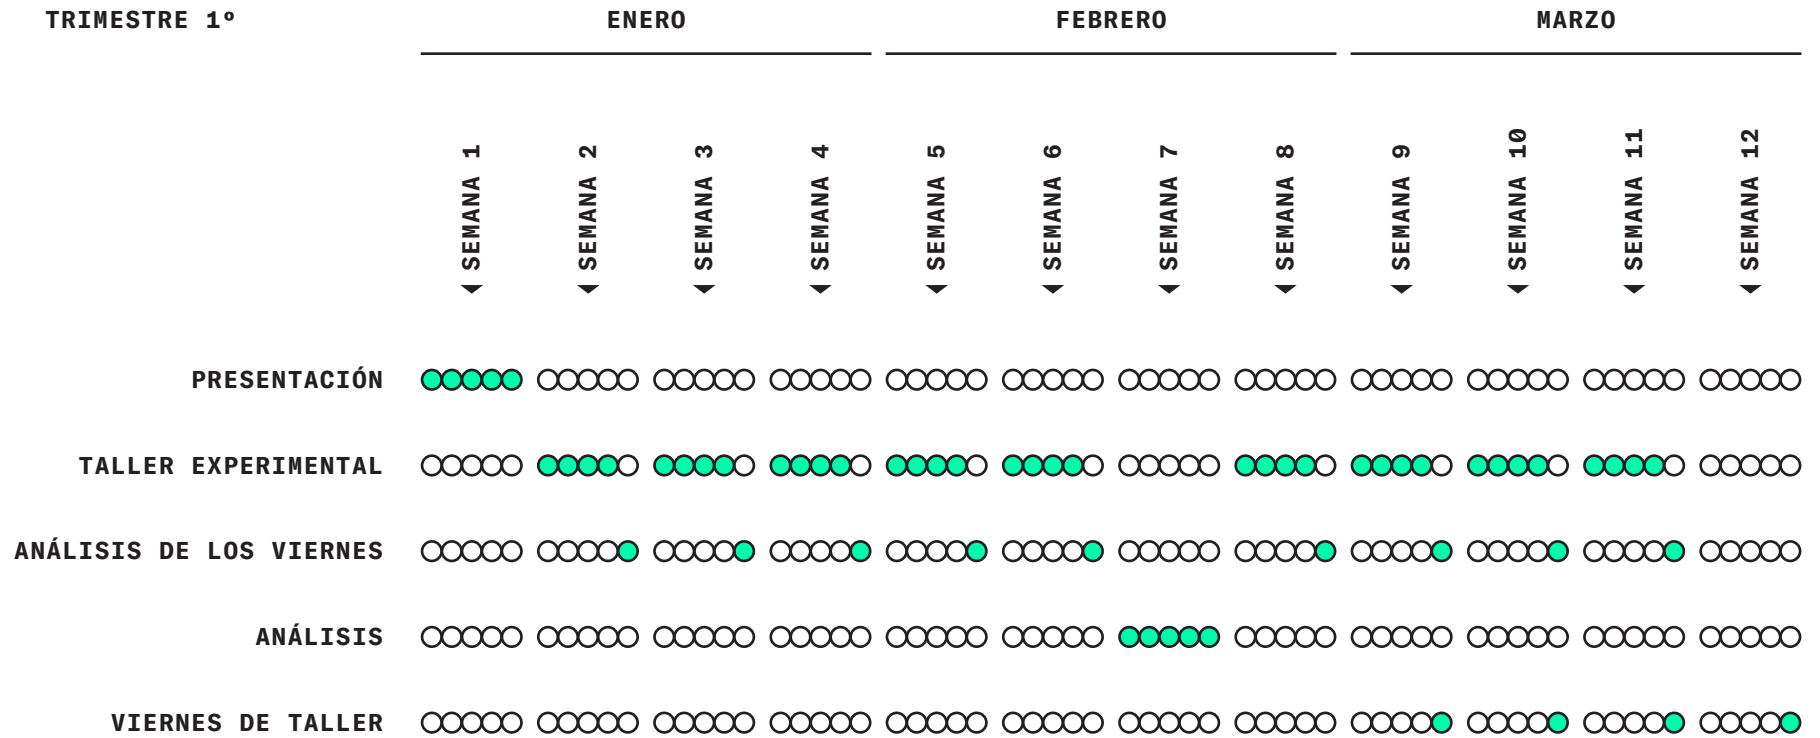 TRIMESTRE 1º ENERO FEBRERO MARZO
SEMANA 1
SEMANA 2
SEMANA 3
SEMANA 4
SEMANA 5
SEMANA 6
SEMANA 7
SEMANA 8
SEMANA 9
SEMANA 10
SEMANA 11
SEMANA 12
PRESENTACIÓN
TALLER EXPERIMENTAL
ANÁLISIS DE LOS VIERNES
ANÁLISIS
VIERNES DE TALLER